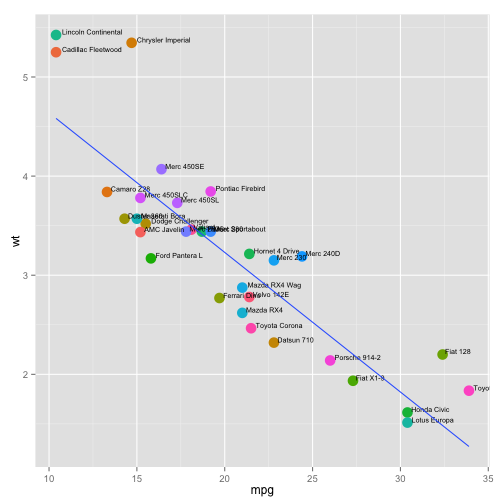 Lincoln Continental
Chrysler Imperial
Cadillac Fleetwood
5
Merc 450SE
4
Camaro Z28
Pontiac Firebird
Merc 450SLC
Merc 450SL
Dodge Challenger
AMC Javelin
wt
Hornet 4 Drive
Merc 240D
Ford Pantera L
Merc 230
3
Mazda RX4 Wag
Ferrari Dino
Volvo 142E
Mazda RX4
Toyota Corona
Datsun 710
Fiat 128
Porsche 914-2
2
Fiat X1-9
Toyo
Honda Civic
Lotus Europa
10
15
20
25
30
35
mpg